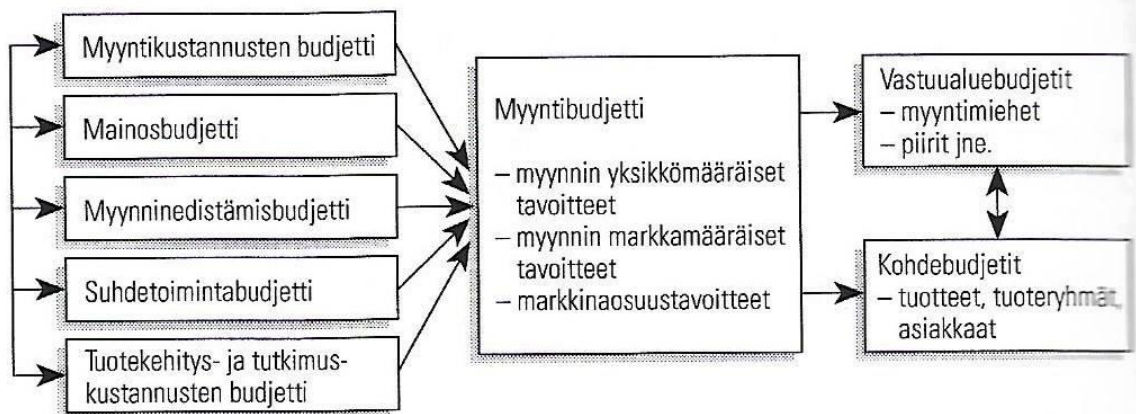 Myyntikustannusten budjetti
Mainosbudjetti
Myynninedistämisbudjetti
Suhdetoimintabudjetti
Tuotekehitys- ja tutkimus-
kustannusten budjetti
Myyntibudjetti
– myynnin yksikkömääräiset
tavoitteet
– myynnin markkamääräiset
tavoitteet
– markkinaosuustavoitteet
Vastuualuebudjetit
– myyntimiehet
– piirit jne.
Kohdebudjetit
– tuotteet, tuoteryhmät,
asiakkaat